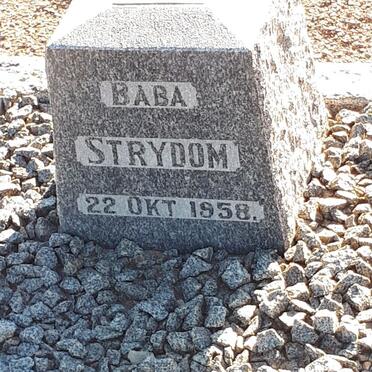 BABA
STRYDOM
22 OKT 1958.